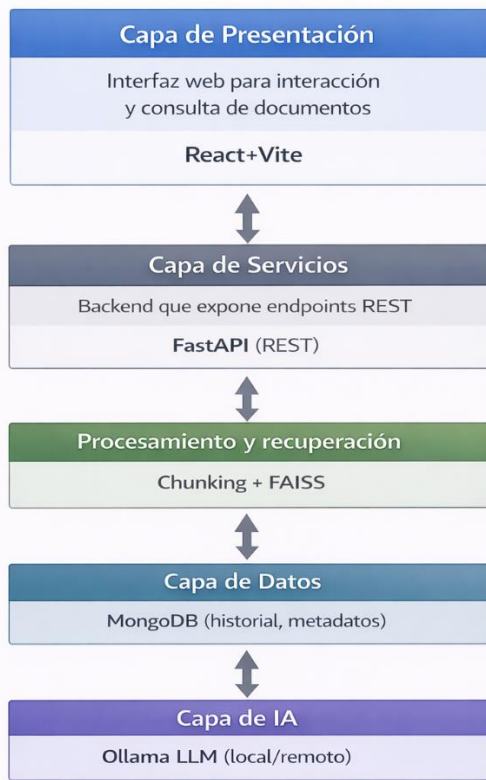 Capa de Presentación
Interfaz web para interacción
y consulta de documentos
React+Vite
Capa de Servicios
Backend que expone endpoints REST
FastAPI (REST)
Procesamiento y recuperación
Chunking + FAISS
Capa de Datos
MongoDB (historial, metadatos)
Capa de IA
Ollama LLM (local/remoto)